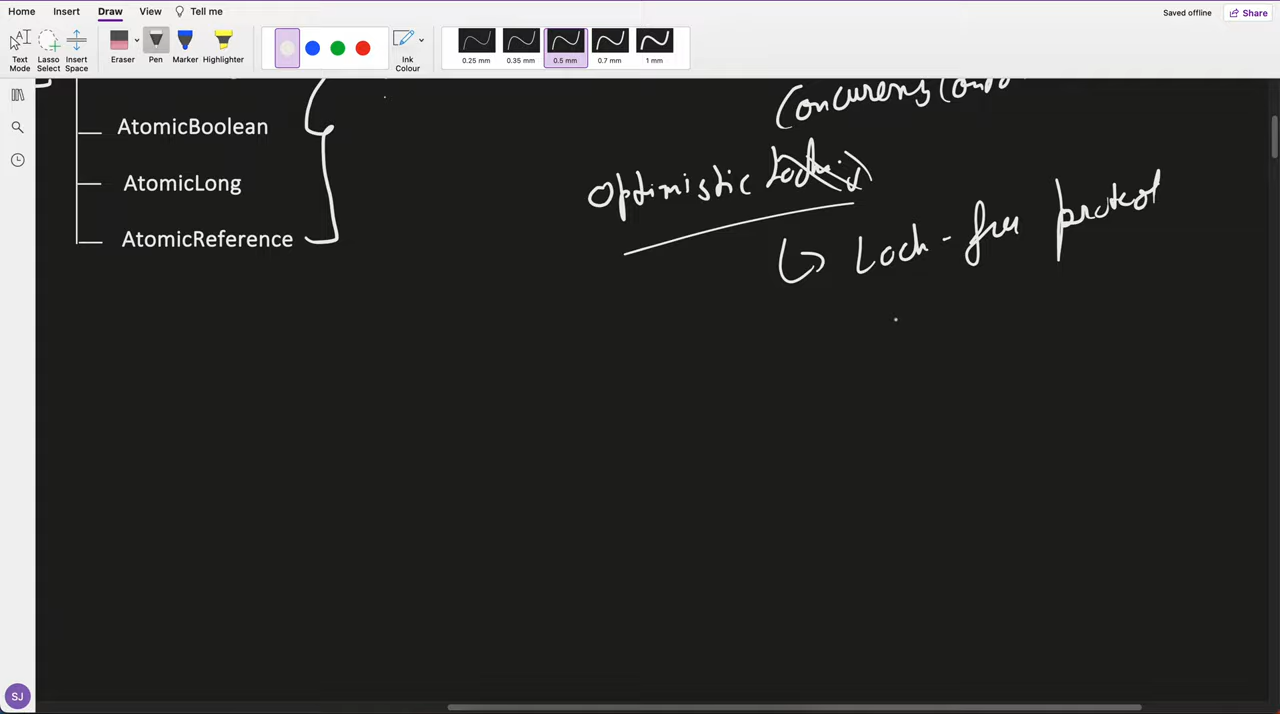 Home Insert Draw View Tell me Saved offline Share
Text Mode Lasso Select Insert Space Eraser Pen Marker Highlighter Ink Colour 0.25 mm 0.35 mm 0.5 mm 0.7 mm 1 mm
AtomicBoolean
AtomicLong
AtomicReference
Optimistic
Lock-free
SJ